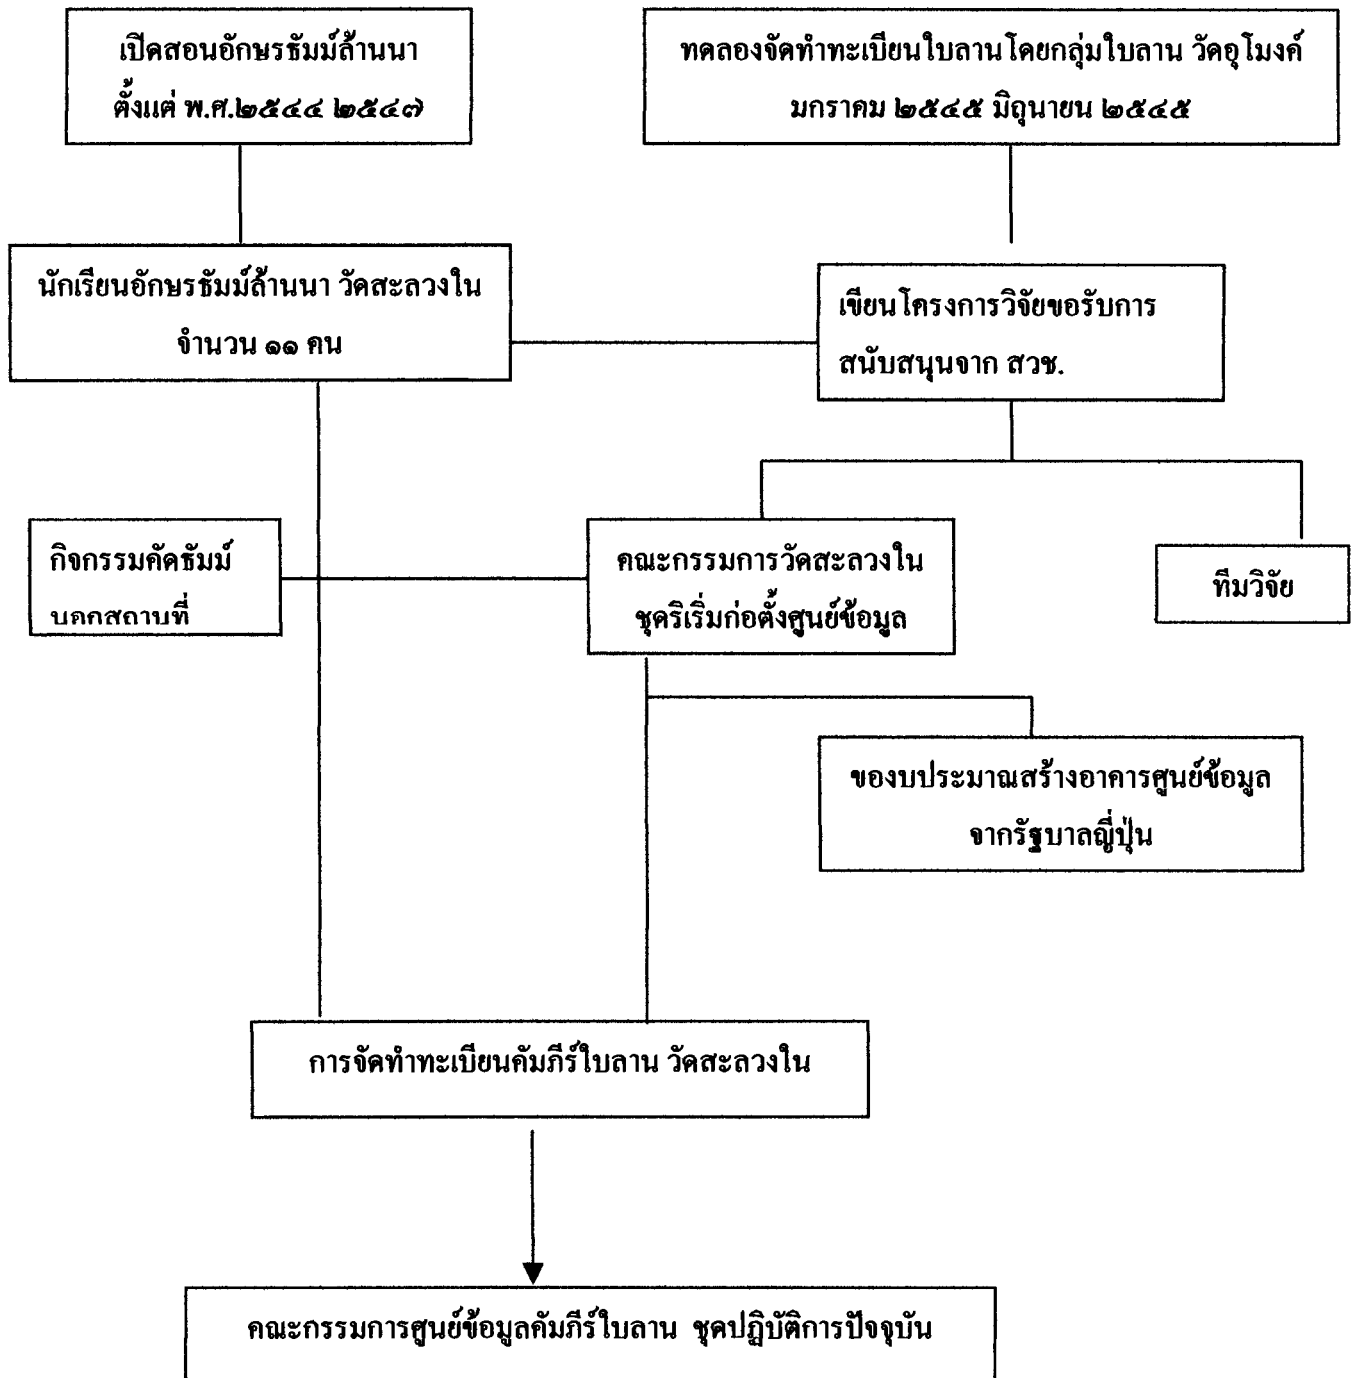 เปิดสอนอักษรธัมม์ล้านนา
ตั้งแต่ พ.ศ.๒๕๔๔ ๒๕๔๗
ทดลองจัดทำทะเบียนใบลานโดยกลุ่มใบลาน วัดอุโมงค์
มกราคม ๒๕๔๕ มิถุนายน ๒๕๔๕
นักเรียนอักษรธัมม์ล้านนา วัดสะลวงใน
จำนวน ๑๑ คน
เขียนโครงการวิจัยขอรับการ
สนับสนุนจาก สวช.
กิจกรรมคัดธัมม์
นอกสถานที่
คณะกรรมการวัดสะลวงใน
ชุดริเริ่มก่อตั้งศูนย์ข้อมูล
ทีมวิจัย
ของบประมาณสร้างอาคารศูนย์ข้อมูล
จากรัฐบาลญี่ปุ่น
การจัดทำทะเบียนคัมภีร์ใบลาน วัดสะลวงใน
คณะกรรมการศูนย์ข้อมูลคัมภีร์ใบลาน ชุดปฏิบัติการปัจจุบัน